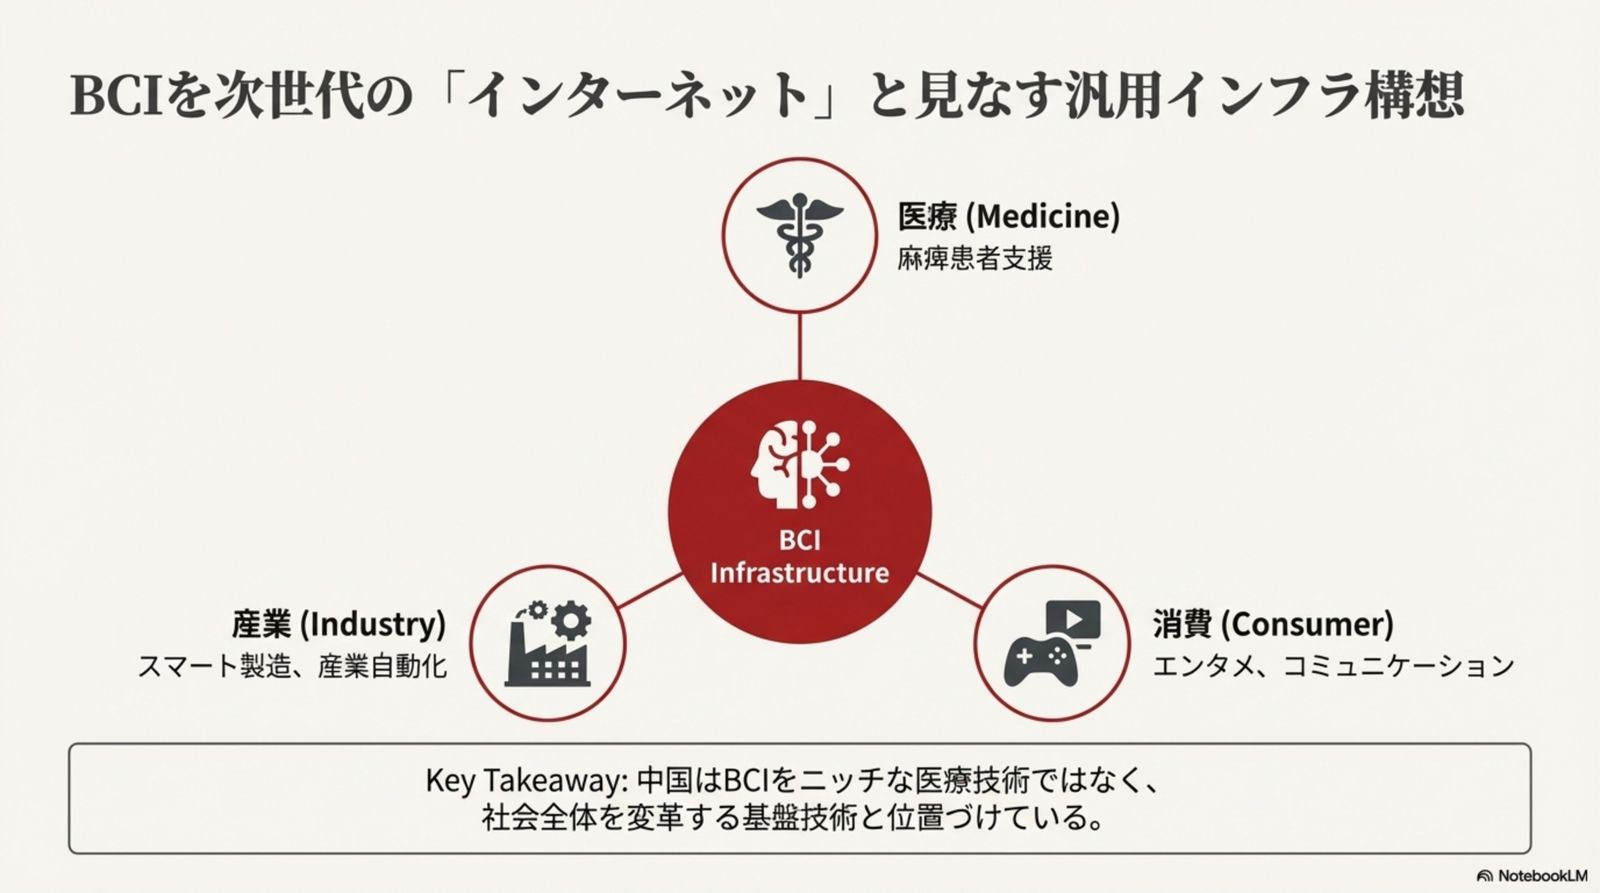 BCIを次世代の「インターネット」と見なす汎用インフラ構想
医療 (Medicine)
麻痺患者支援
BCI
Infrastructure
産業 (Industry)
スマート製造、産業自動化
消費 (Consumer)
エンタメ、コミュニケーション
Key Takeaway: 中国はBCIをニッチな医療技術ではなく、
社会全体を変革する基盤技術と位置づけている。
NotebookLM